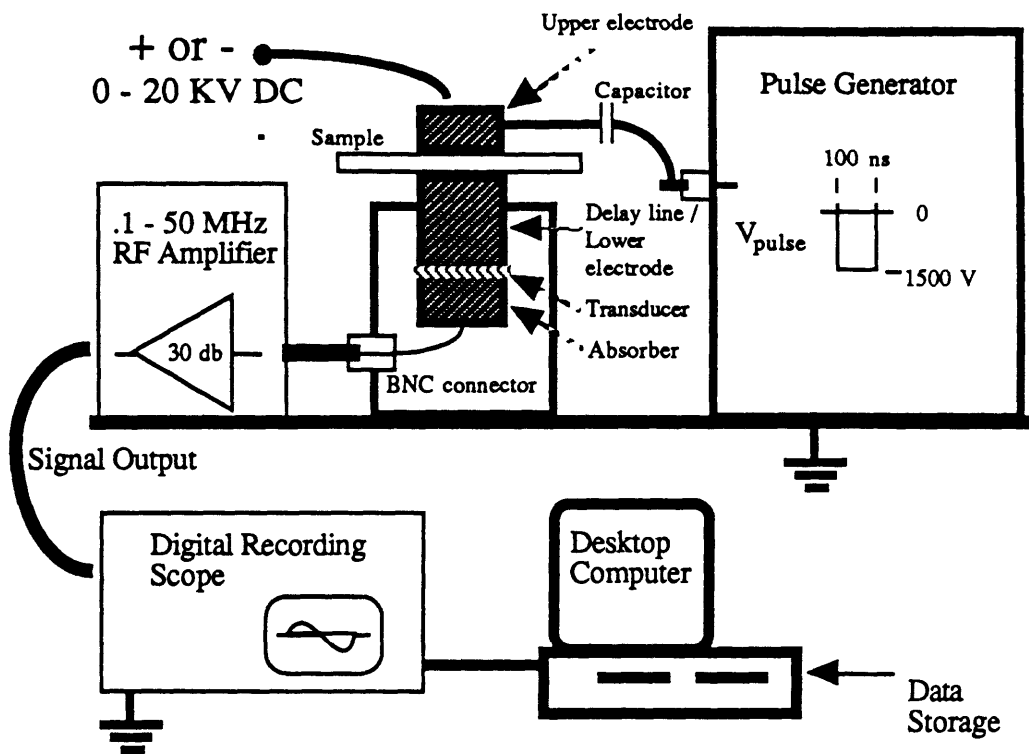 + or -
0 - 20 KV DC
Upper electrode
Capacitor
Sample
Pulse Generator
100 ns
0
V pulse
-1500 V
.1 - 50 MHz
RF Amplifier
30 db
Delay line /
Lower
electrode
Transducer
Absorber
BNC connector
Signal Output
Digital Recording
Scope
Desktop
Computer
Data
Storage